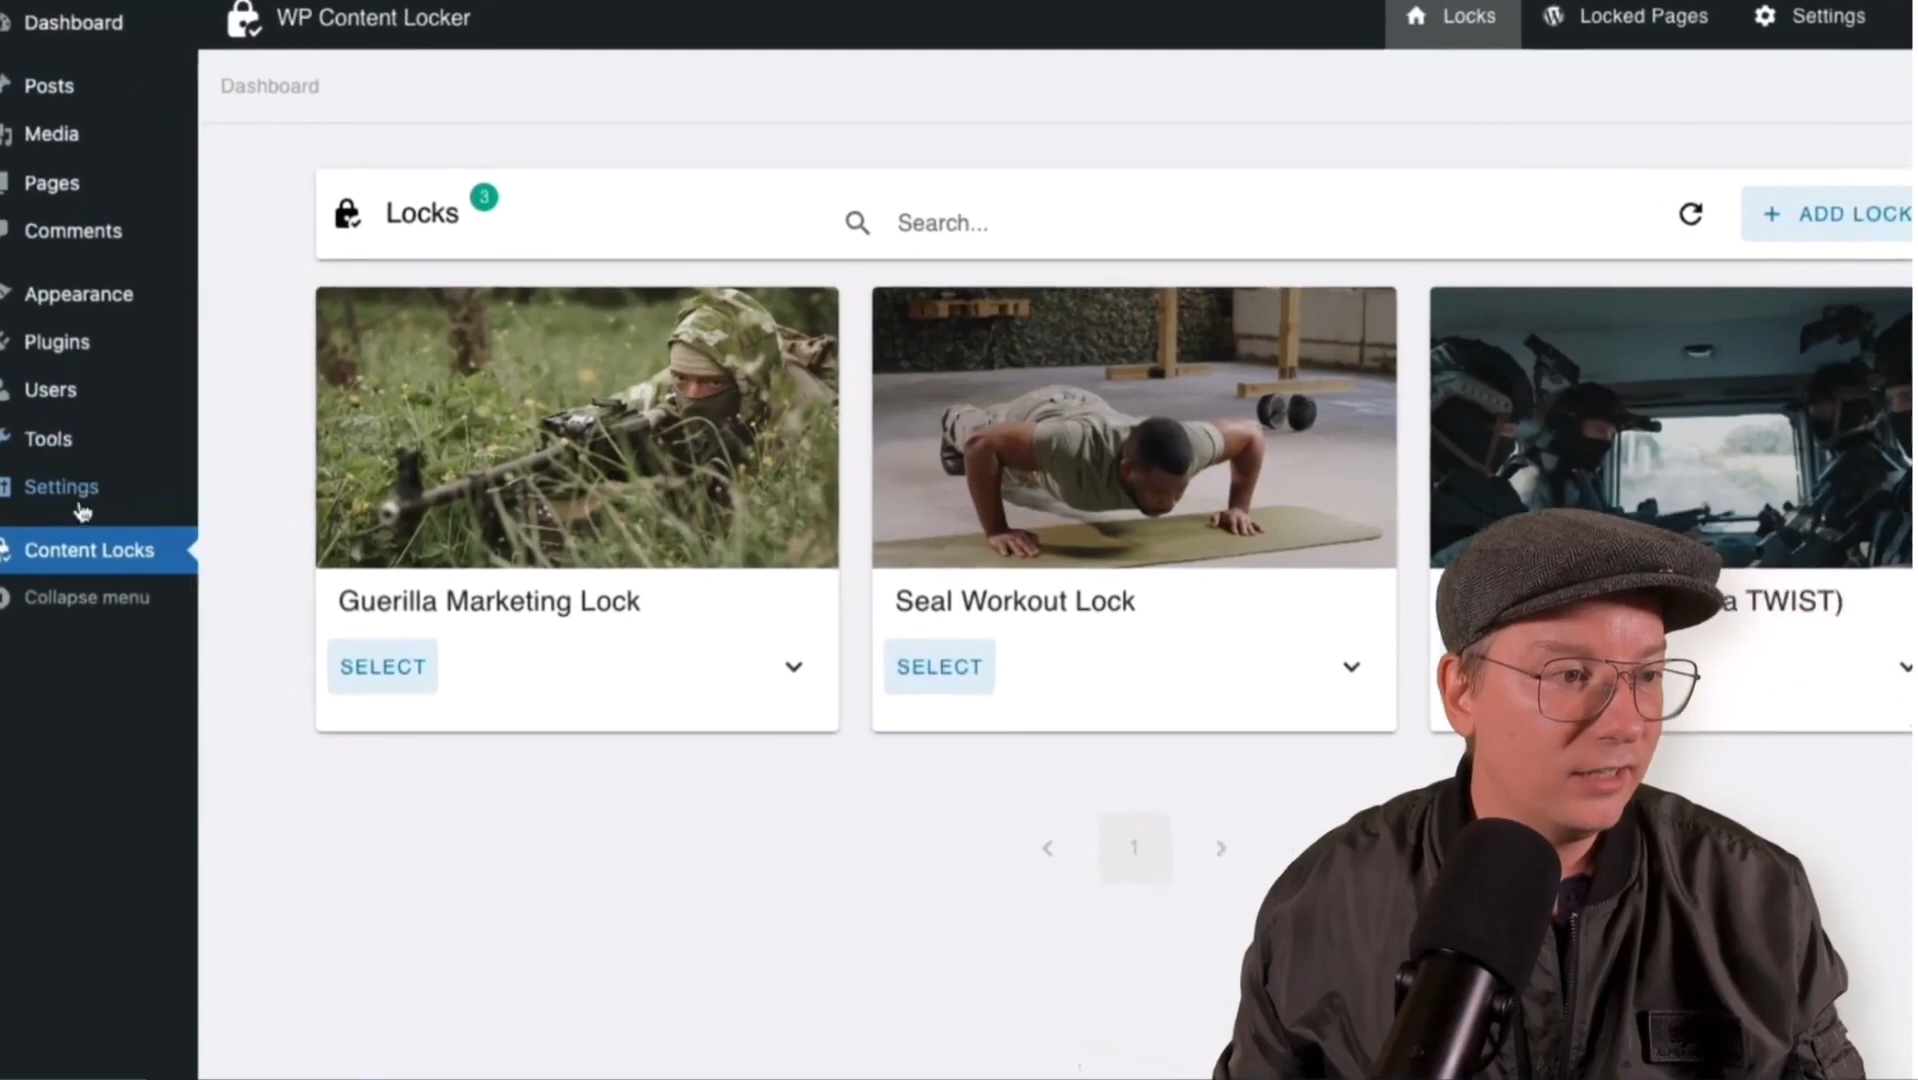 Dashboard
WP Content Locker
Locks
Locked Pages
Settings
Posts
Media
Pages
Comments
Appearance
Plugins
Users
Tools
Settings
Content Locks
Collapse menu
Dashboard
Locks
3
Search...
+ ADD LOCK
Guerilla Marketing Lock
SELECT
Seal Workout Lock
SELECT
a TWIST)
1